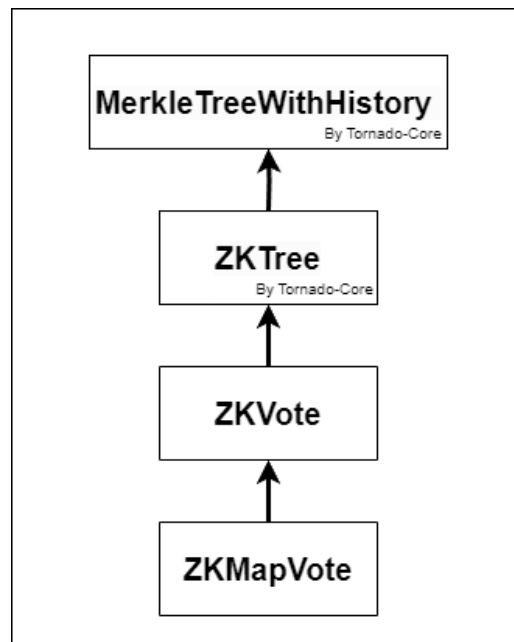 MerkleTreeWithHistory
By Tornado-Core
ZKTree
By Tornado-Core
ZKVote
ZKMapVote